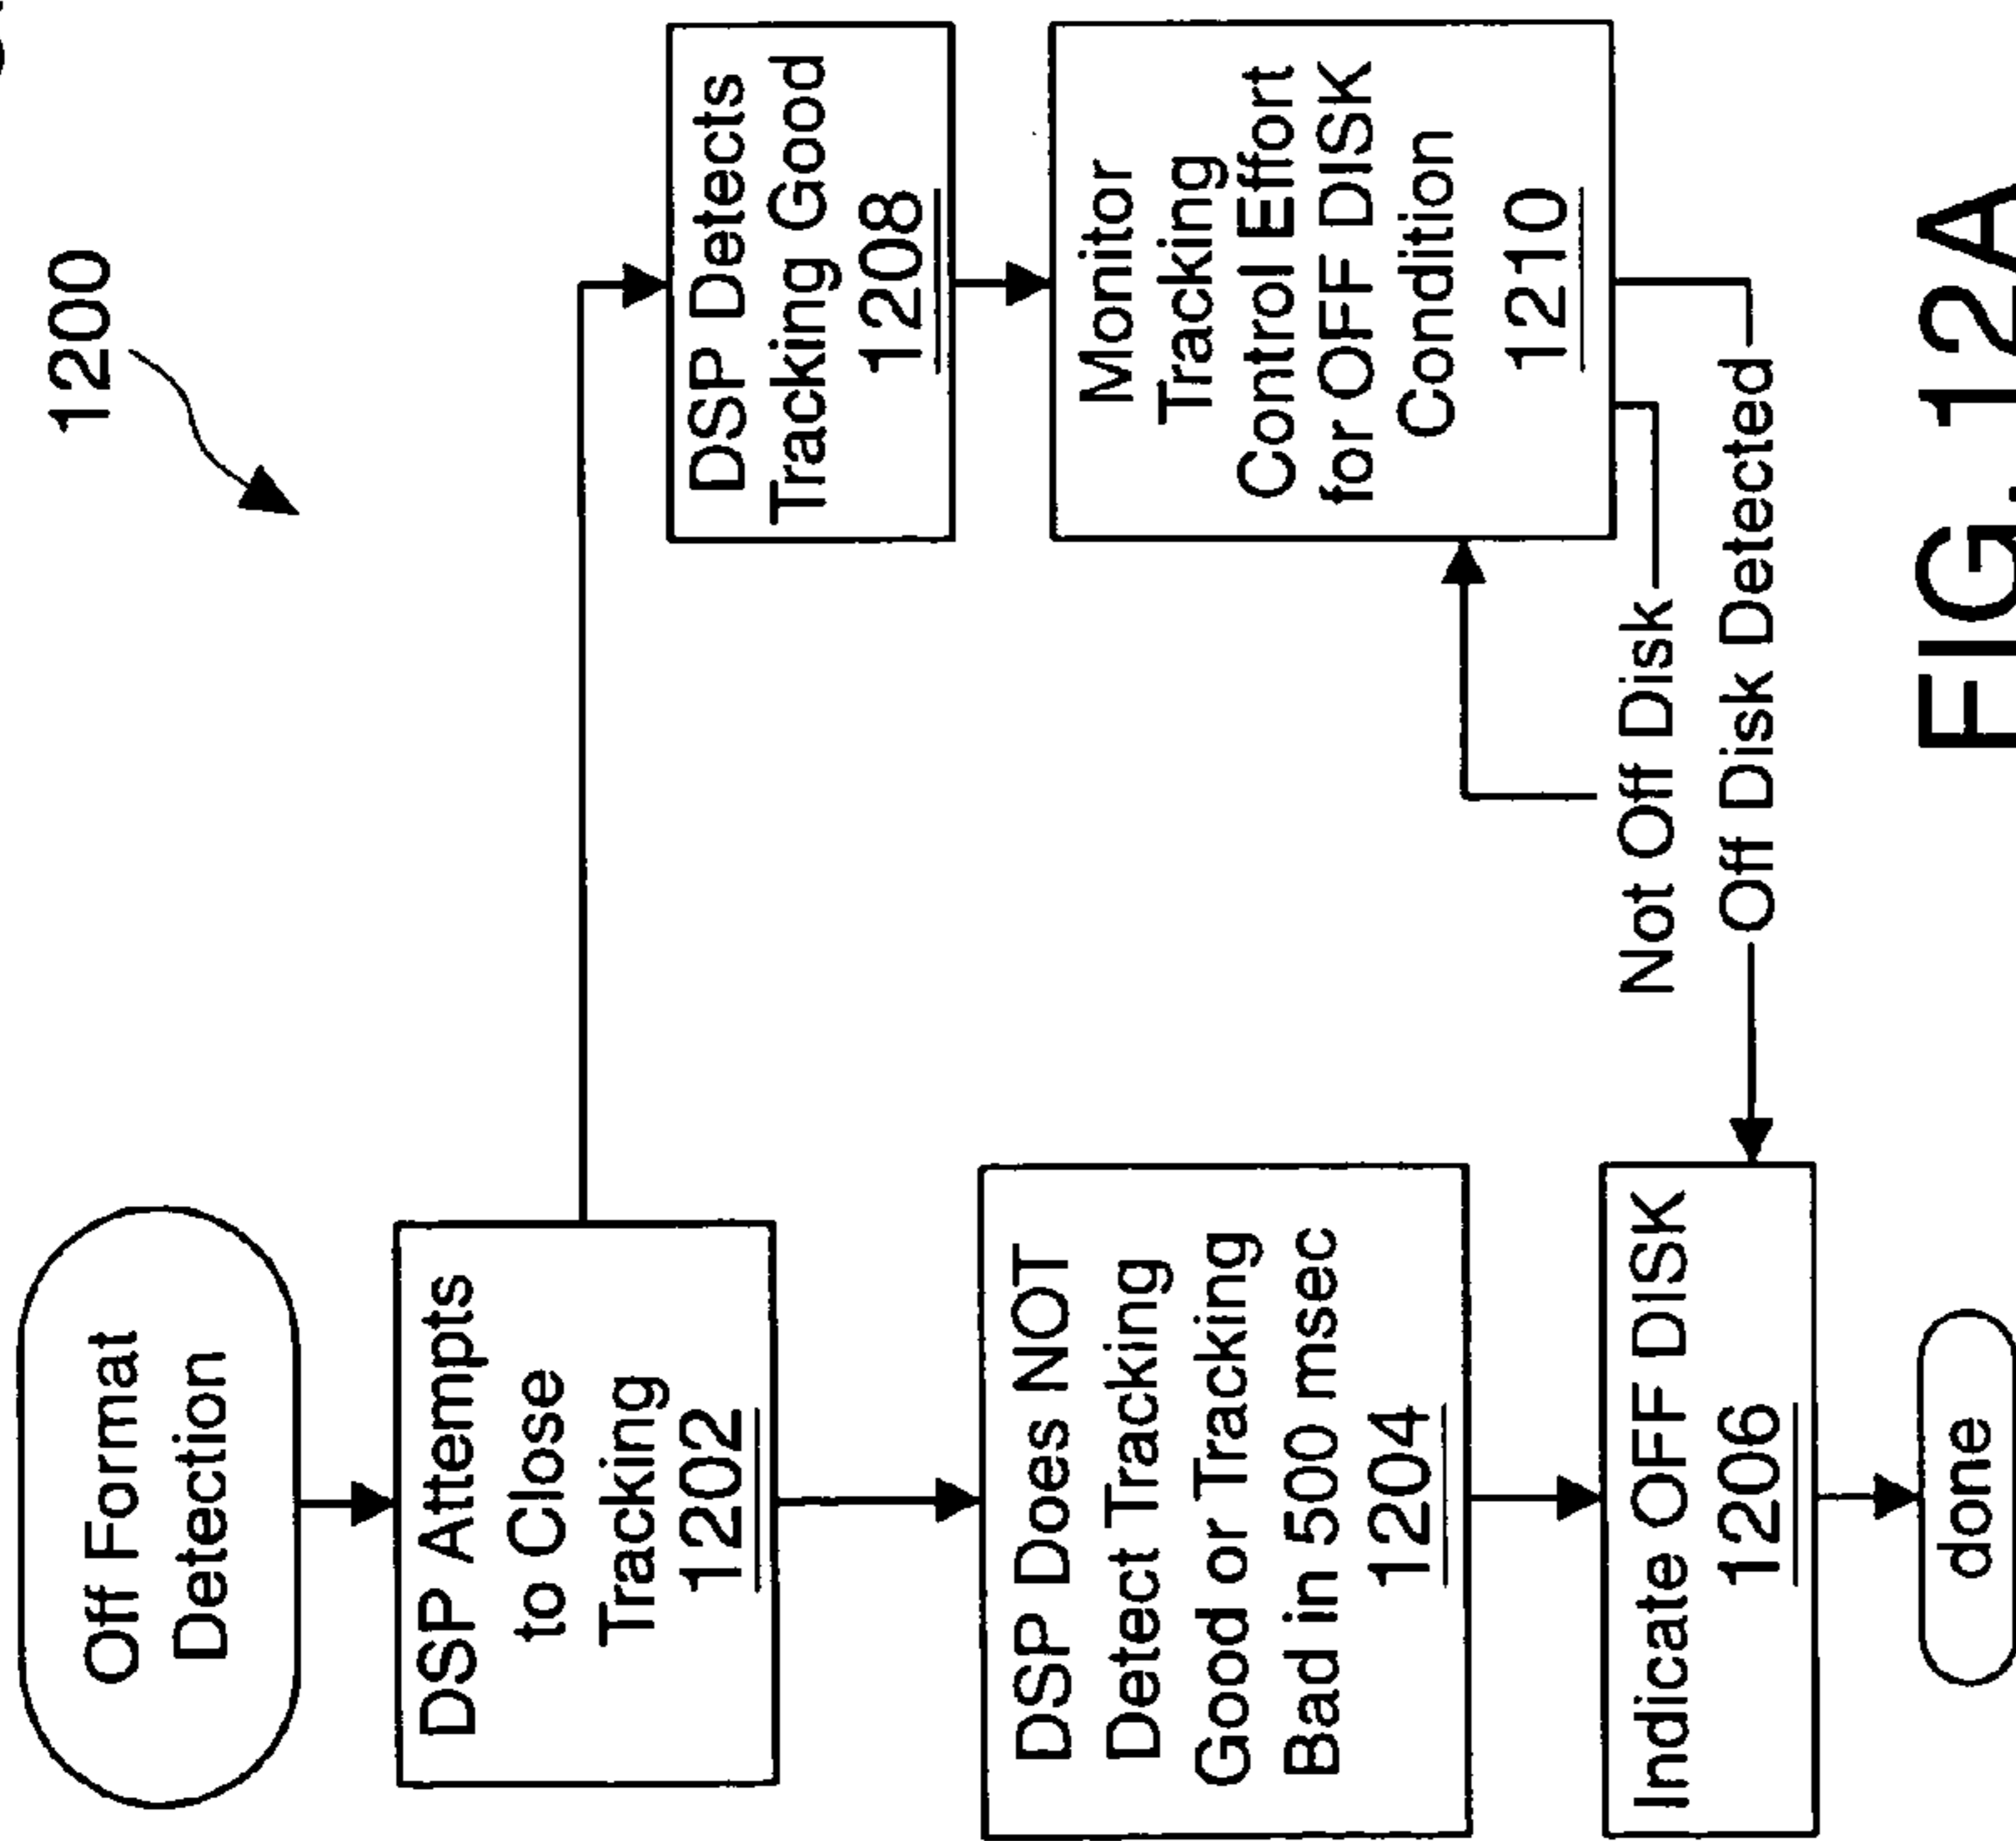 1200
Off Format
Detection
DSP Attempts
to Close
Tracking
1202
DSP Does NOT
Detect Tracking
Good or Tracking
Bad in 500 msec
1204
Indicate OFF DISK
1206
done
DSP Detects
Tracking Good
1208
Monitor
Tracking
Control Effort
for OFF DISK
Condition
1210
Not Off Disk
Off Disk Detected
FIG. 12A